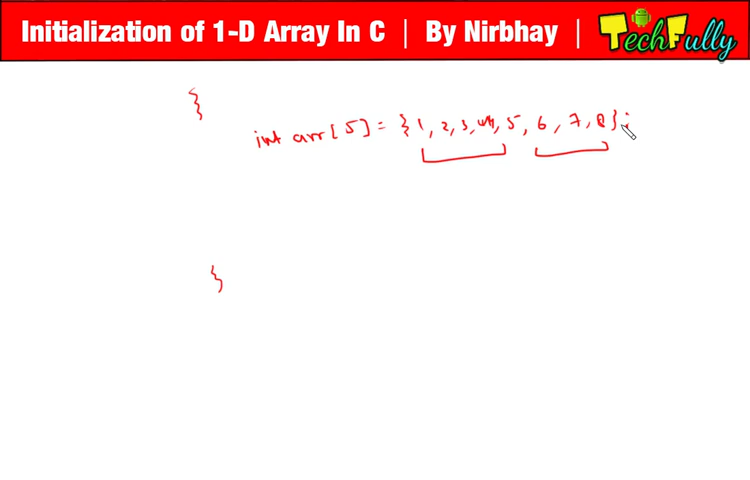 Initialization of 1-D Array In C | By Nirbhay | TechFully
{
int arr[5] = {1, 2, 3, 4, 5, 6, 7, 8};
}